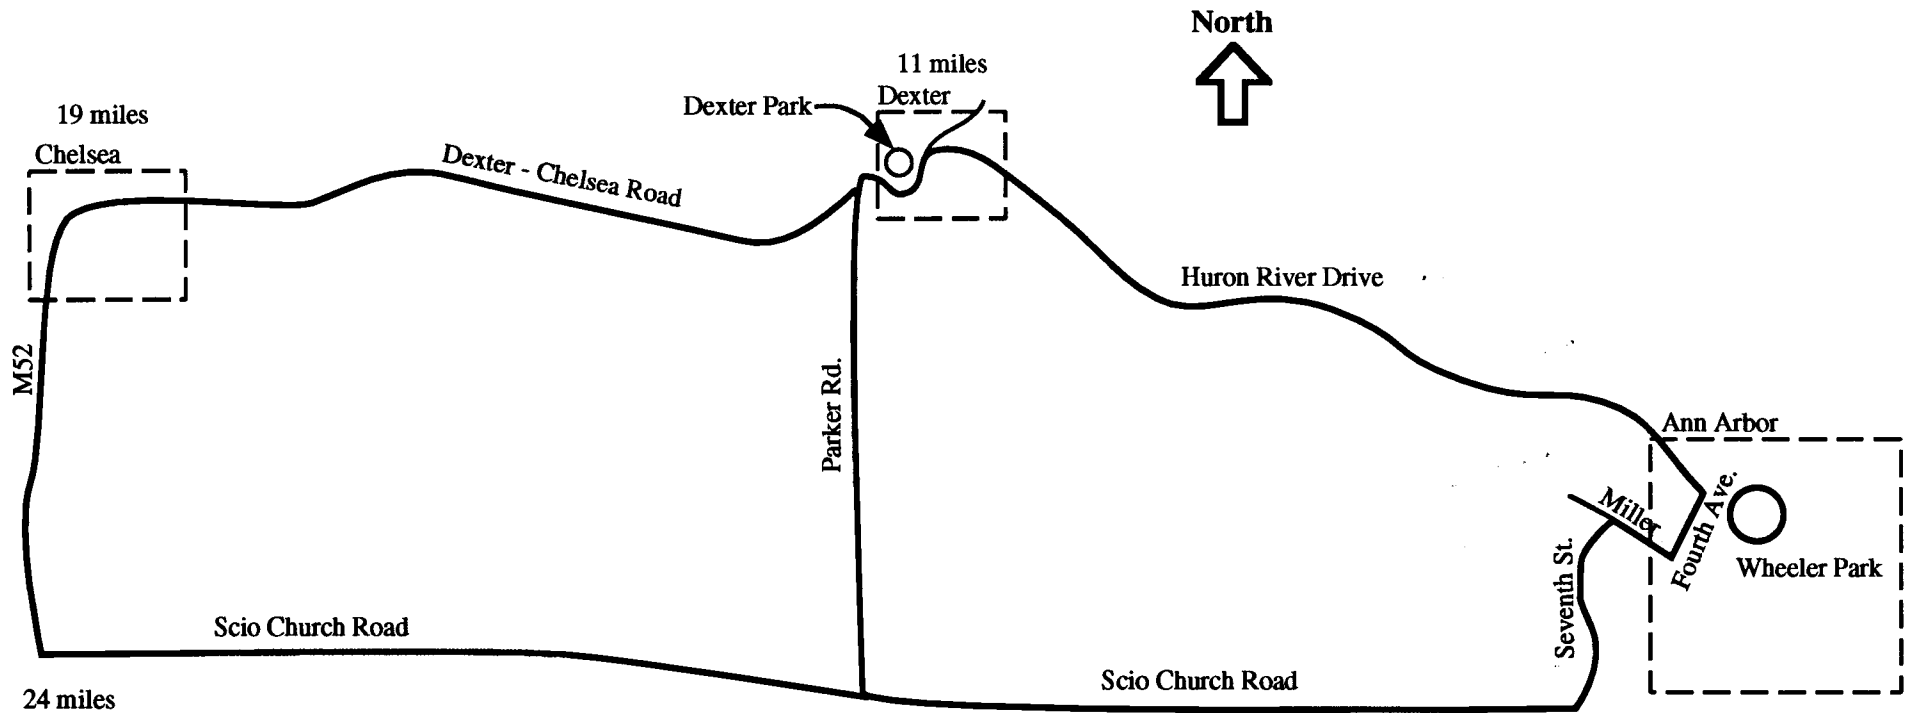 North
11 miles
Dexter
Dexter Park
19 miles
Chelsea
Dexter - Chelsea Road
Huron River Drive
M52
Parker Rd.
Ann Arbor
Miller
Fourth Ave.
Wheeler Park
Seventh St.
Scio Church Road
Scio Church Road
24 miles